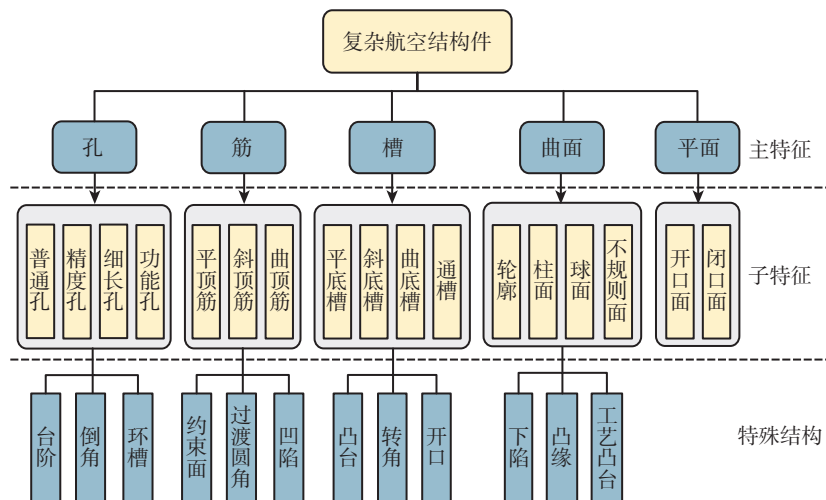 复杂航空结构件
孔
筋
槽
曲面
平面
主特征
普通孔
精度孔
细长孔
功能孔
平顶筋
斜顶筋
曲顶筋
平底槽
斜底槽
曲底槽
通槽
轮廓
柱面
球面
不规则面
开口面
闭口面
子特征
台阶
倒角
环槽
约束面
过渡圆角
凹陷
凸台
转角
开口
下陷
凸缘
工艺凸台
特殊结构